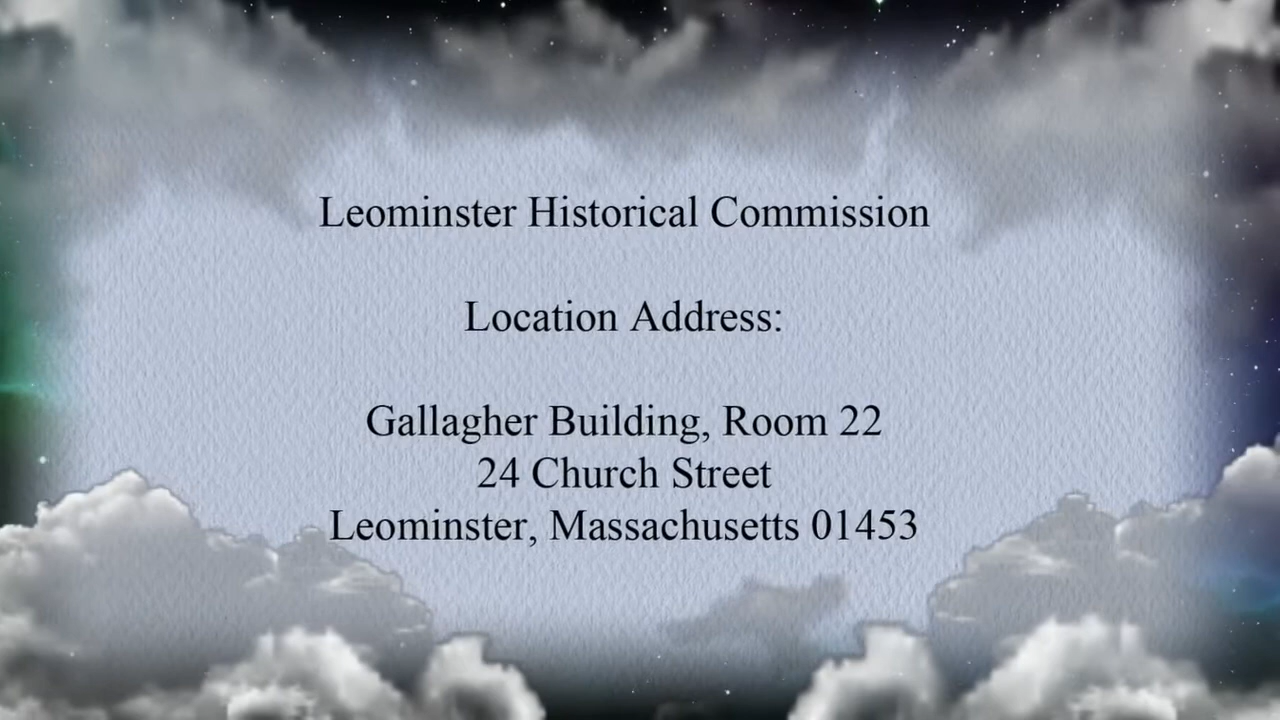 Leominster Historical Commission
Location Address:
Gallagher Building, Room 22
24 Church Street
Leominster, Massachusetts 01453